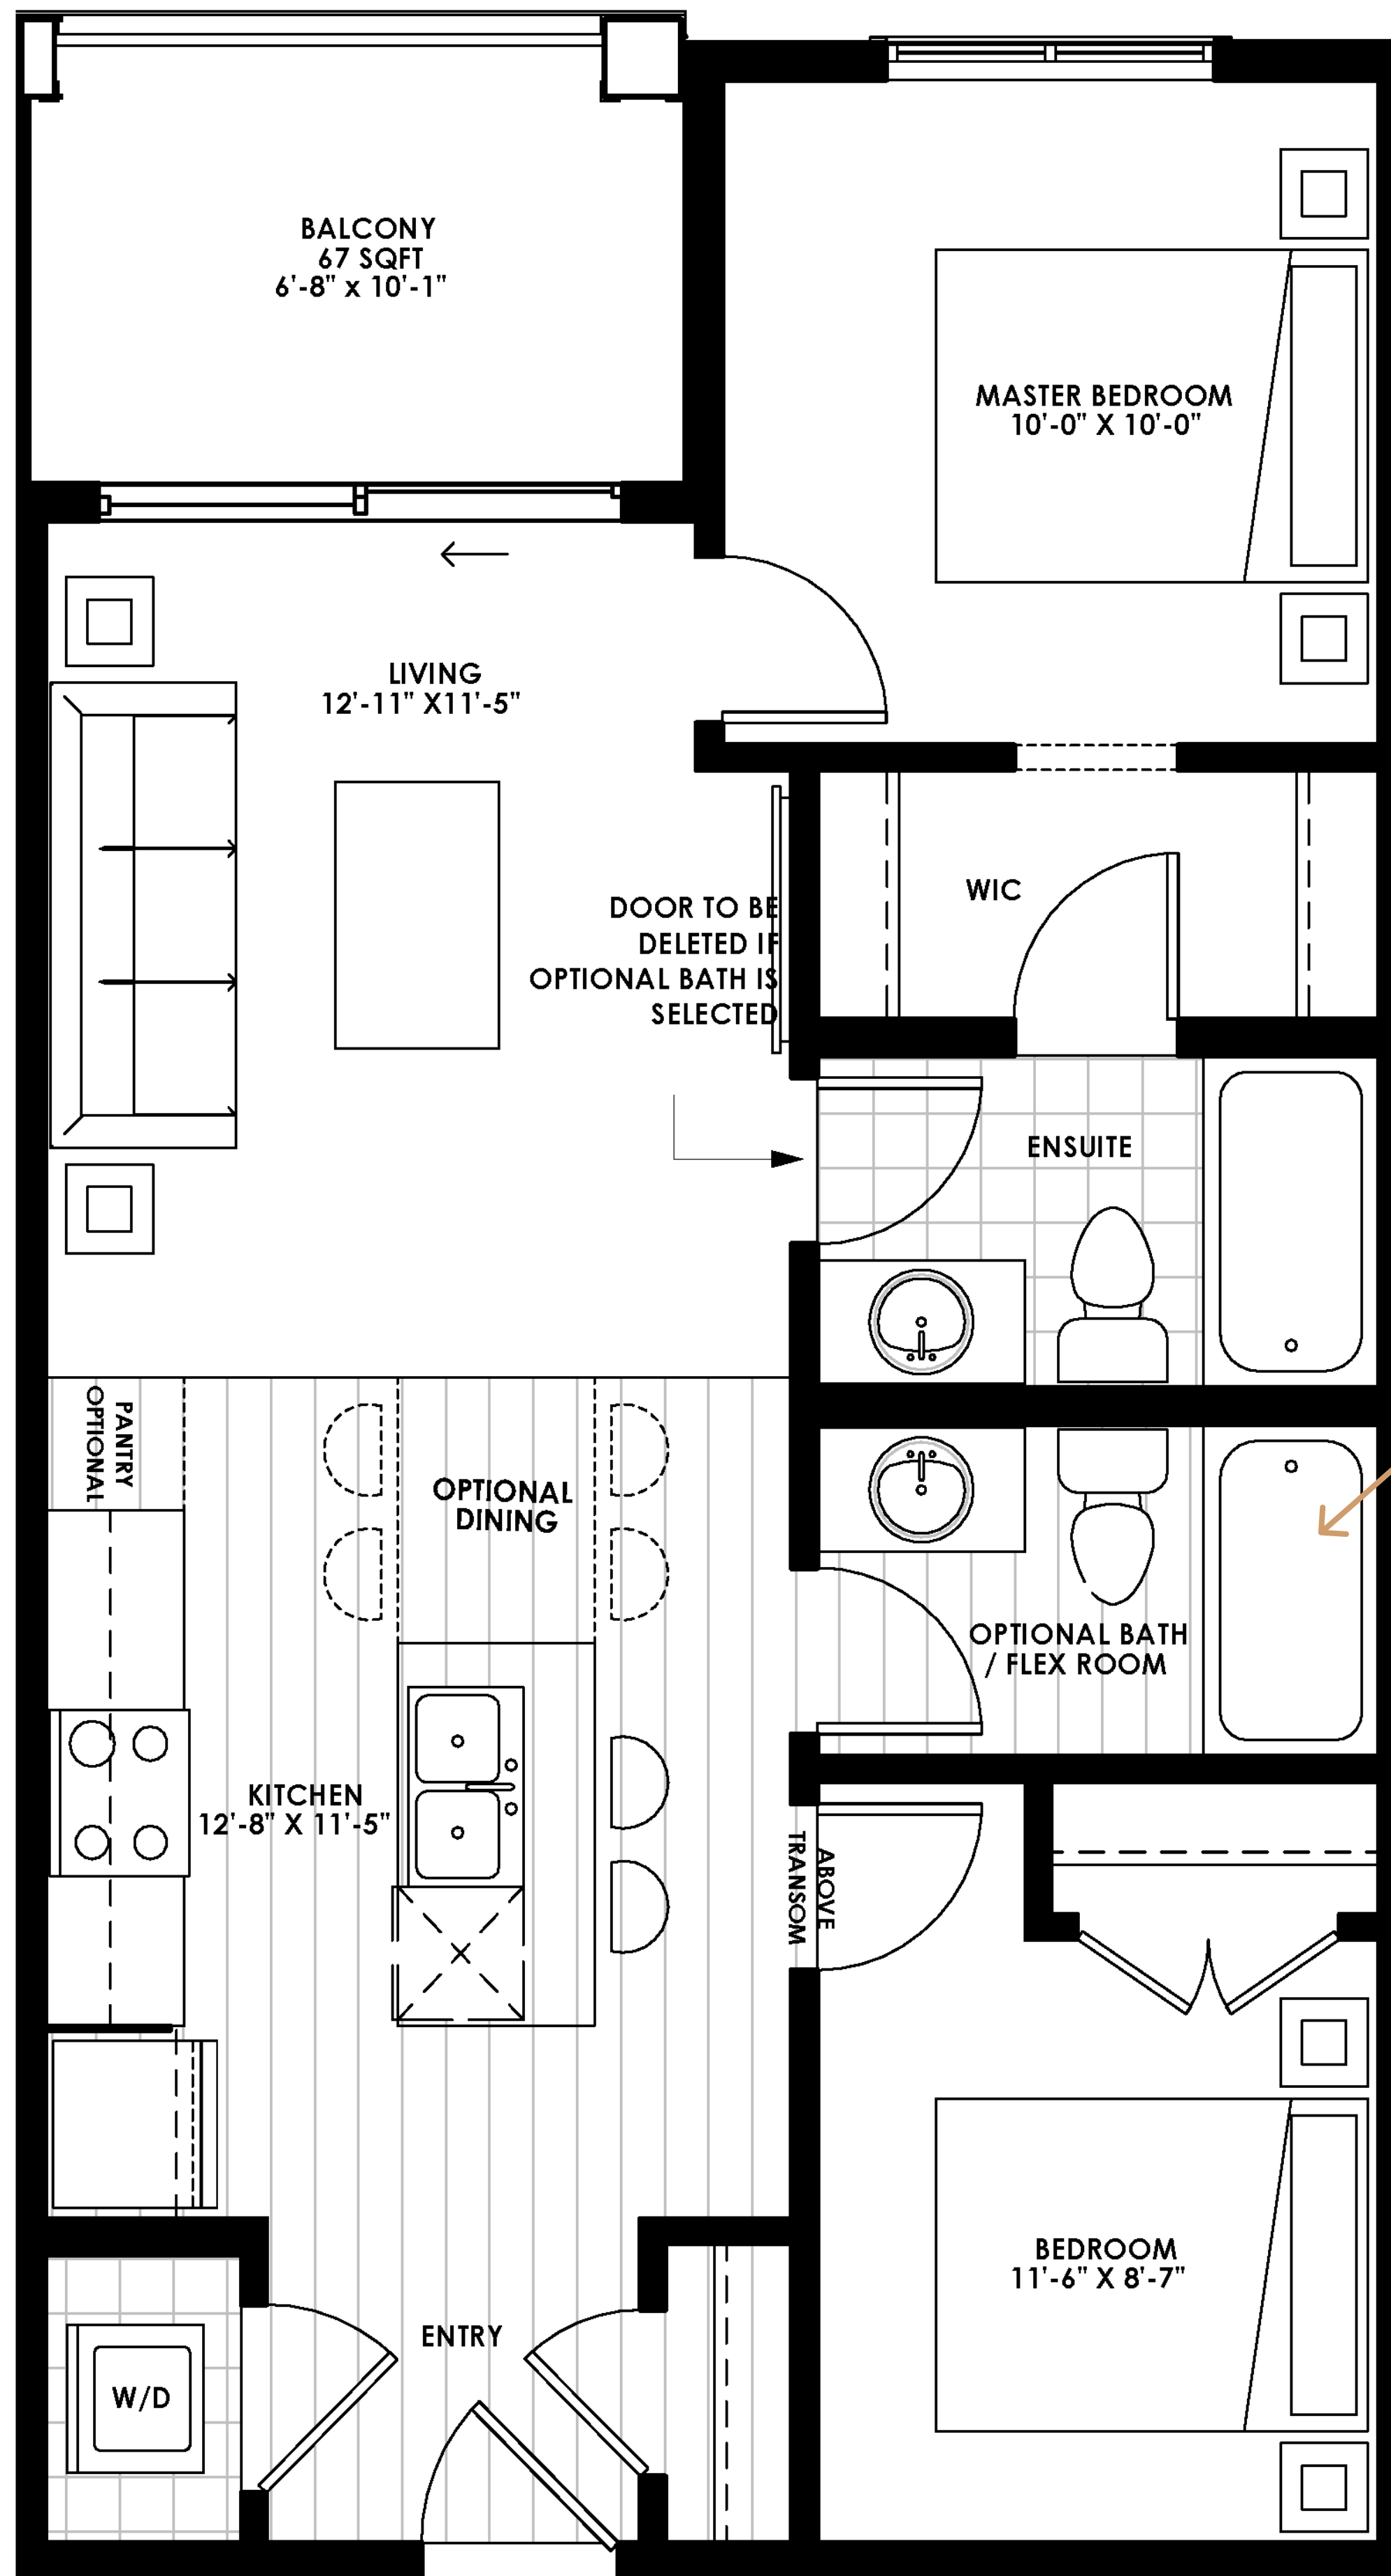 BALCONY
67 SQFT
6'-8" x 10'-1"
MASTER BEDROOM
10'-0" X 10'-0"
LIVING
12'-11" X11'-5"
WIC
DOOR TO BE
DELETED IF
OPTIONAL BATH IS
SELECTED
ENSUITE
PANTRY
OPTIONAL
OPTIONAL
DINING
OPTIONAL BATH
/ FLEX ROOM
KITCHEN
12'-8" X 11'-5"
ABOVE
TRANSOM
BEDROOM
11'-6" X 8'-7"
ENTRY
W/D